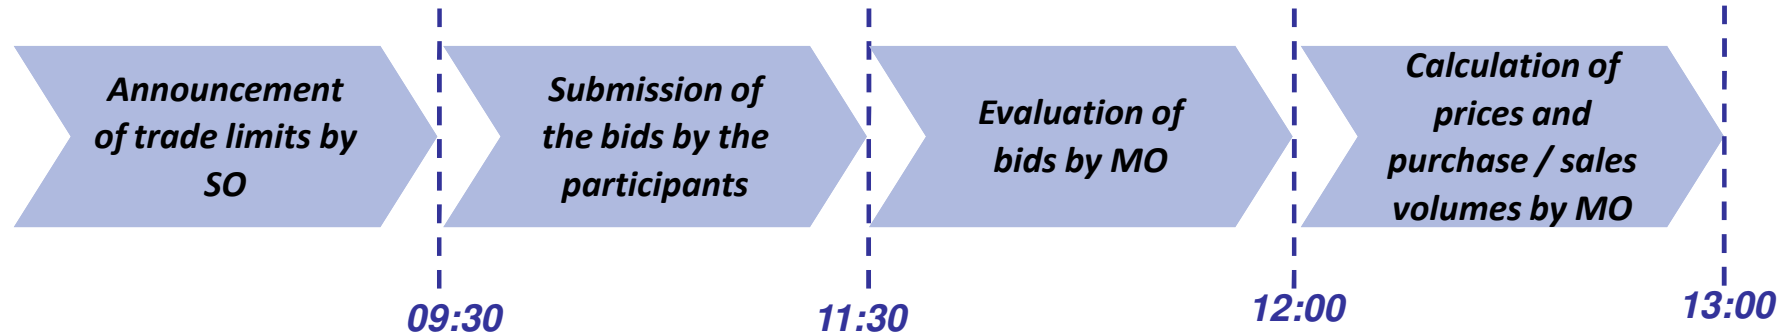 Announcement
of trade limits by
SO
Submission of
the bids by the
participants
Evaluation of
bids by MO
Calculation of
prices and
purchase / sales
volumes by MO
09:30
11:30
12:00
13:00